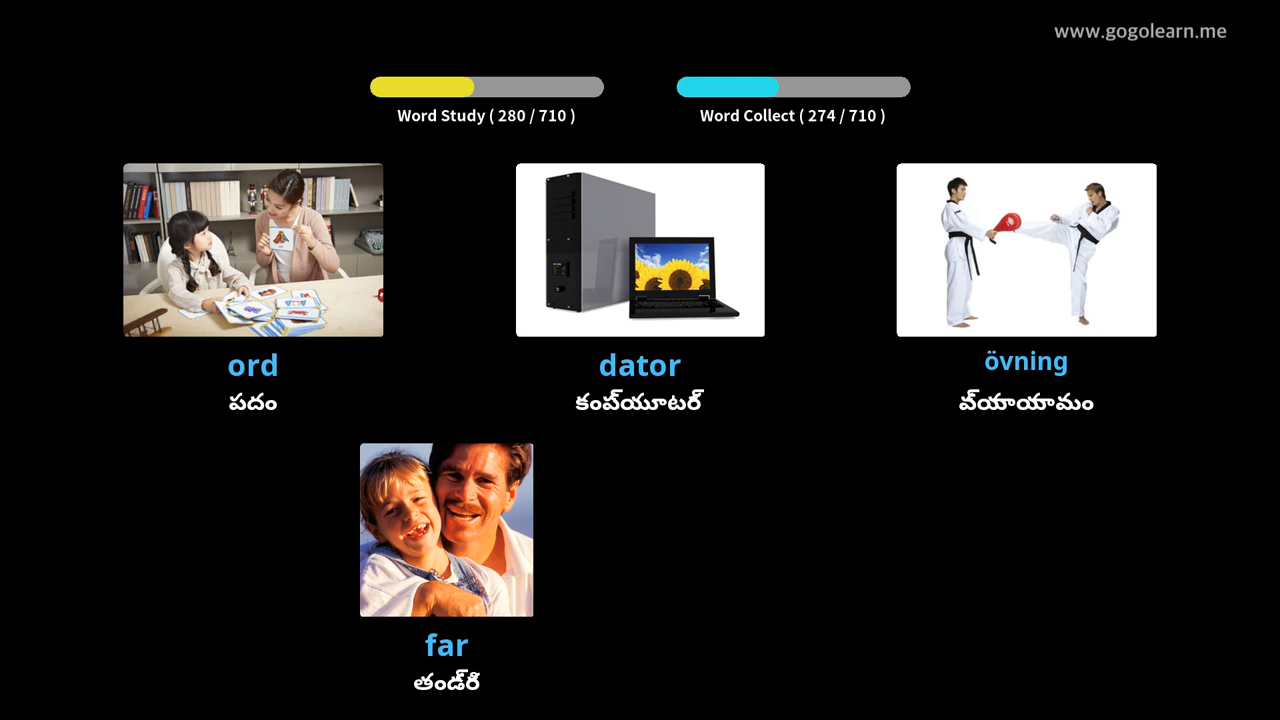 www.gogolearn.me
Word Study ( 280 / 710 )
Word Collect ( 274 / 710 )
ord
dator
övning
పదం
కంప్యూటర్
వ్యాయామం
far
తండ్రి